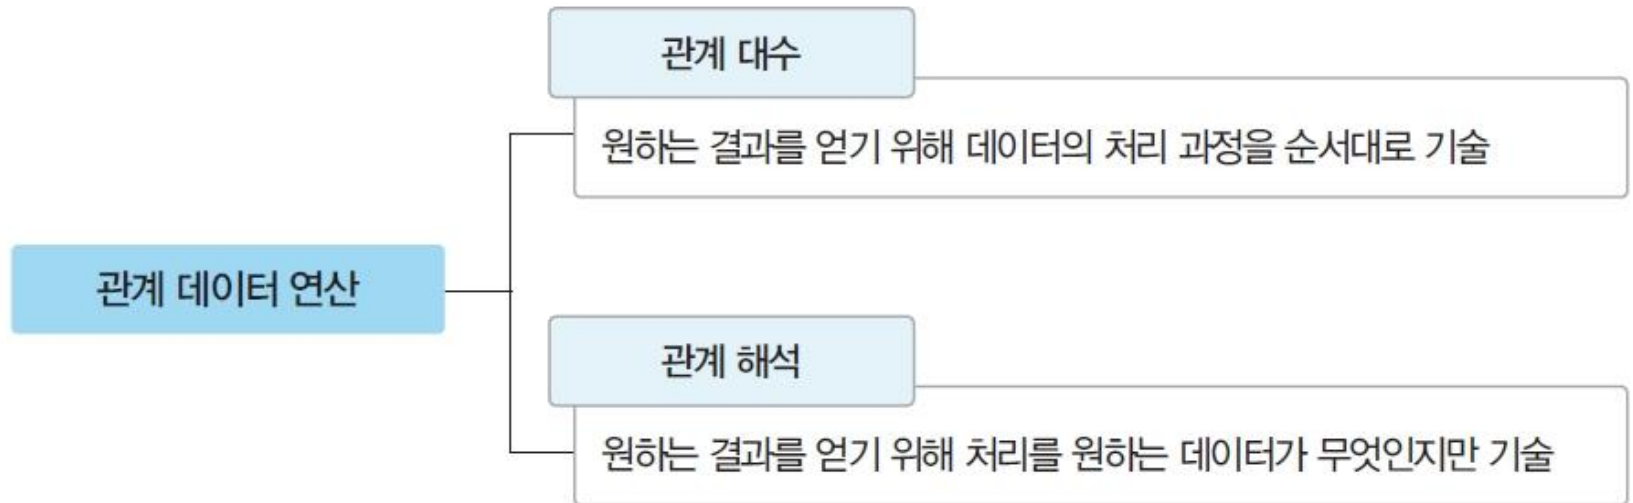 관계 대수
원하는 결과를 얻기 위해 데이터의 처리 과정을 순서대로 기술
관계 데이터 연산
관계 해석
원하는 결과를 얻기 위해 처리를 원하는 데이터가 무엇인지만 기술